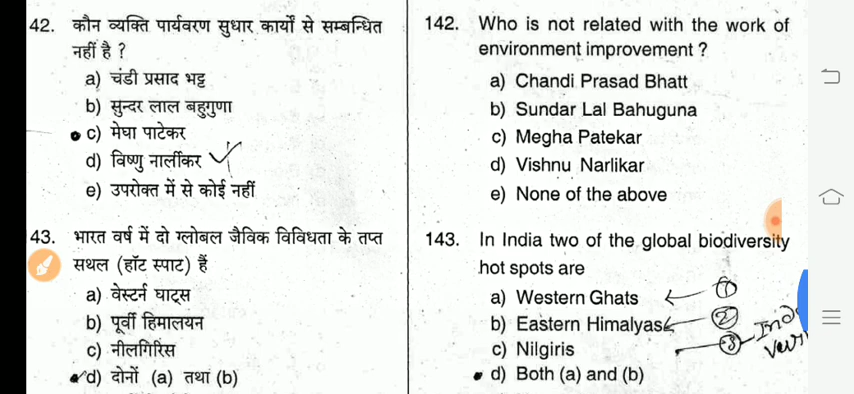 42. कौन व्यक्ति पार्यवरण सुधार कार्यों से सम्बन्धित
नहीं है ?
a) चंडी प्रसाद भट्ट
b) सुन्दर लाल बहुगुणा
c) मेघा पाटेकर
d) विष्णु नार्लीकर
e) उपरोक्त में से कोई नहीं
43. भारत वर्ष में दो ग्लोबल जैविक विविधता के तप्त
सथल (हॉट स्पाट) हैं
a) वेस्टर्न घाट्स
b) पूर्वी हिमालयन
c) नीलगिरिस
d) दोनों (a) तथा (b)
142. Who is not related with the work of
environment improvement ?
a) Chandi Prasad Bhatt
b) Sundar Lal Bahuguna
c) Megha Patekar
d) Vishnu Narlikar
e) None of the above
143. In India two of the global biodiversity
hot spots are
a) Western Ghats 1
b) Eastern Himalyas 2
c) Nilgiris 3
d) Both (a) and (b)